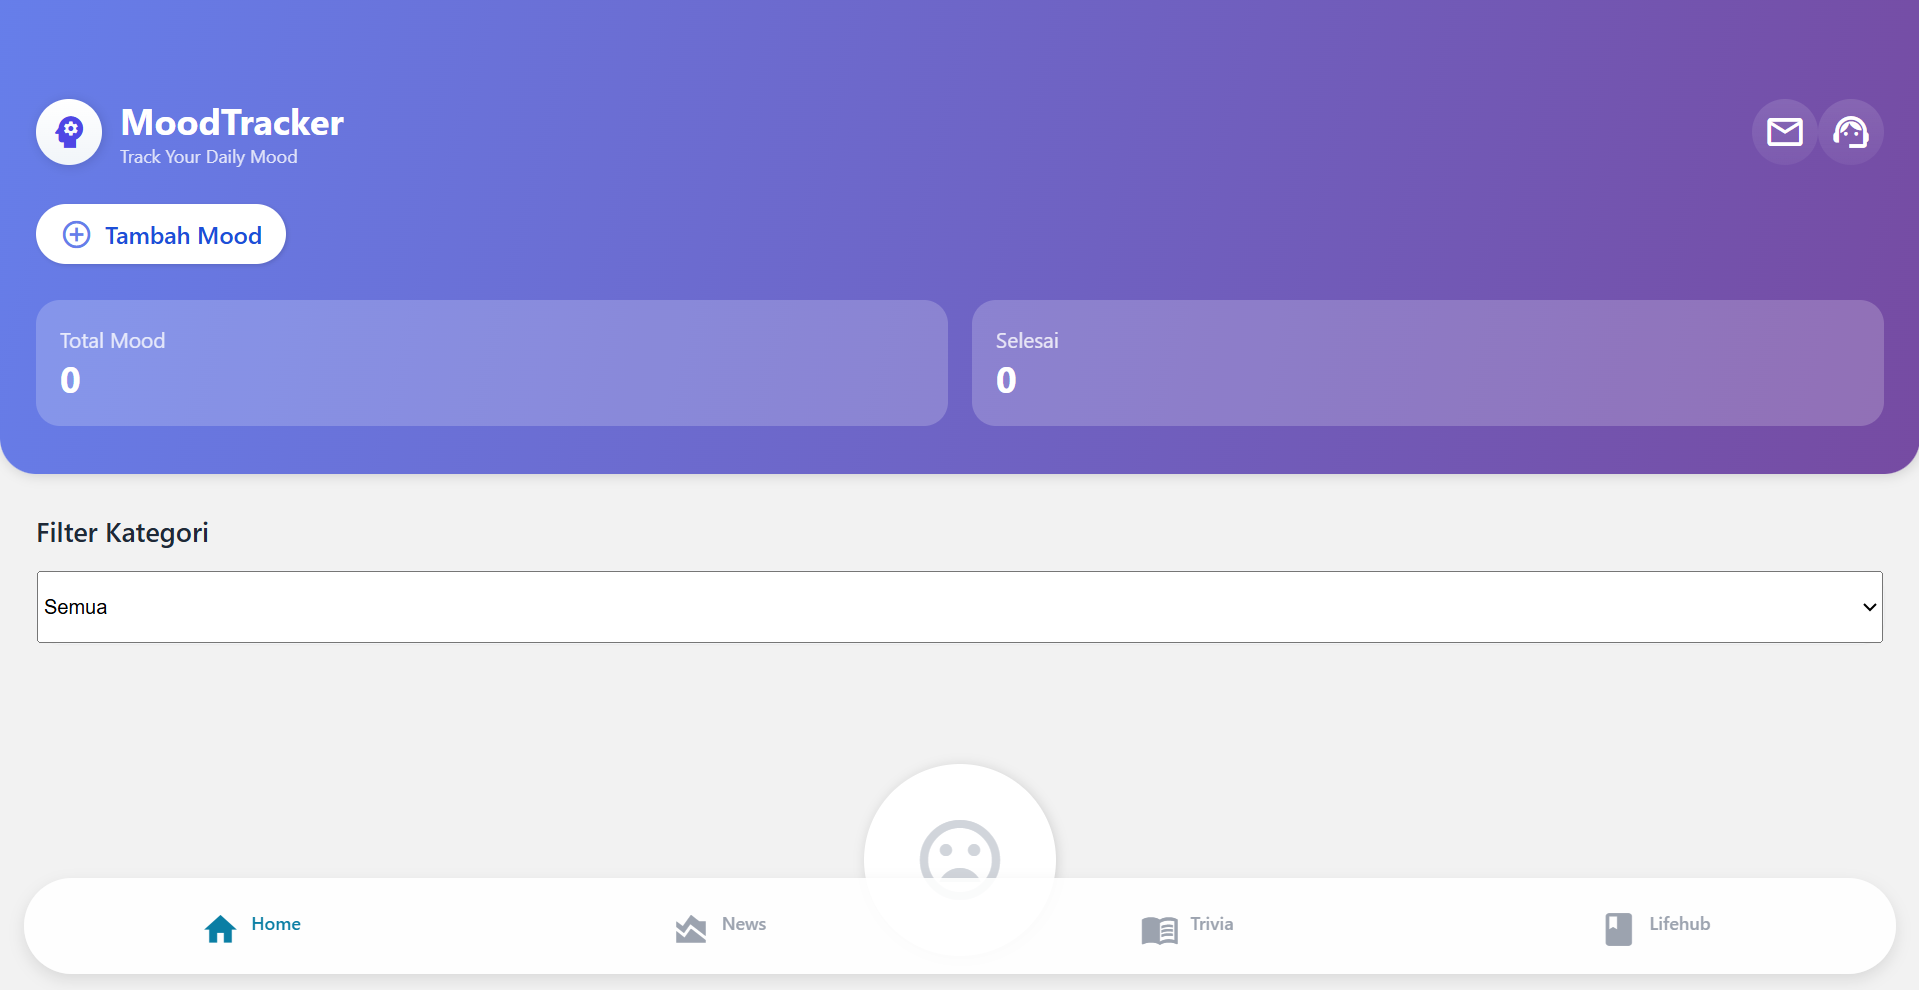 MoodTracker
Track Your Daily Mood
Tambah Mood
Total Mood
0
Selesai
0
Filter Kategori
Semua
Home
News
Trivia
Lifehub